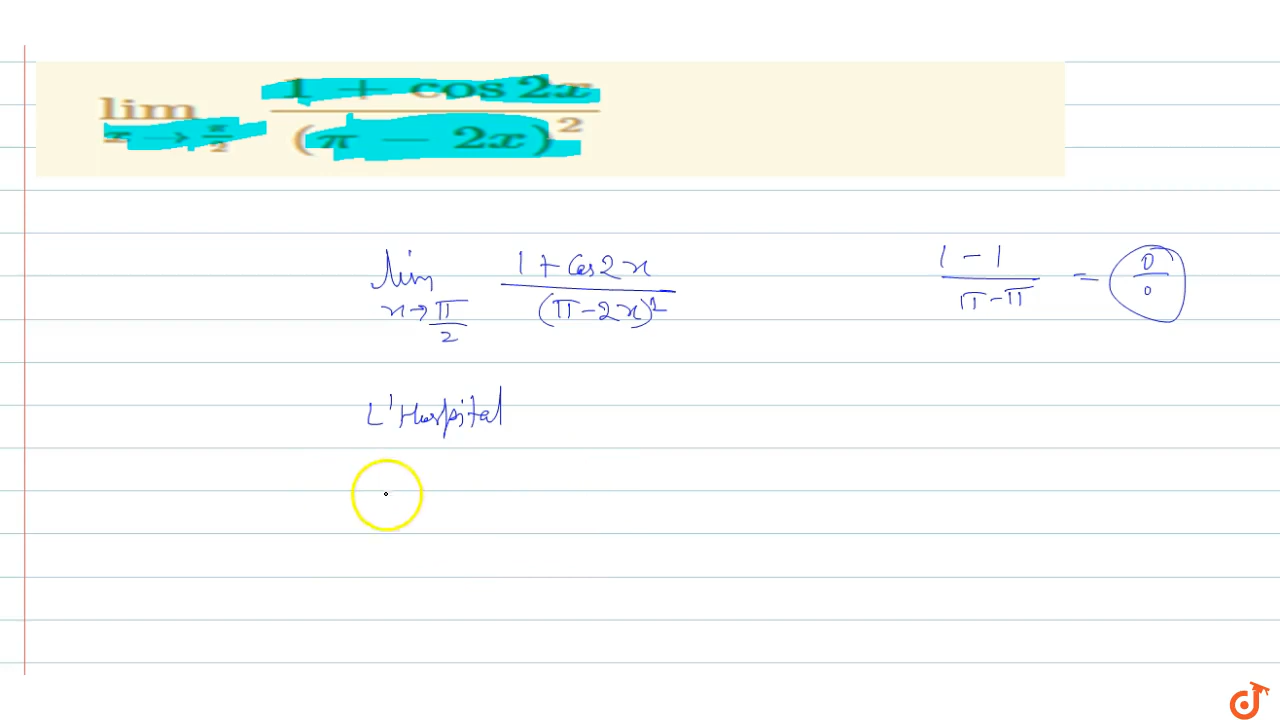 lim x → π/2 1 + cos 2x / (π − 2x)²
lim x → π/2 1 + cos 2x / (π − 2x)² 1 − 1 / π − π = 0/0
L' Hospital